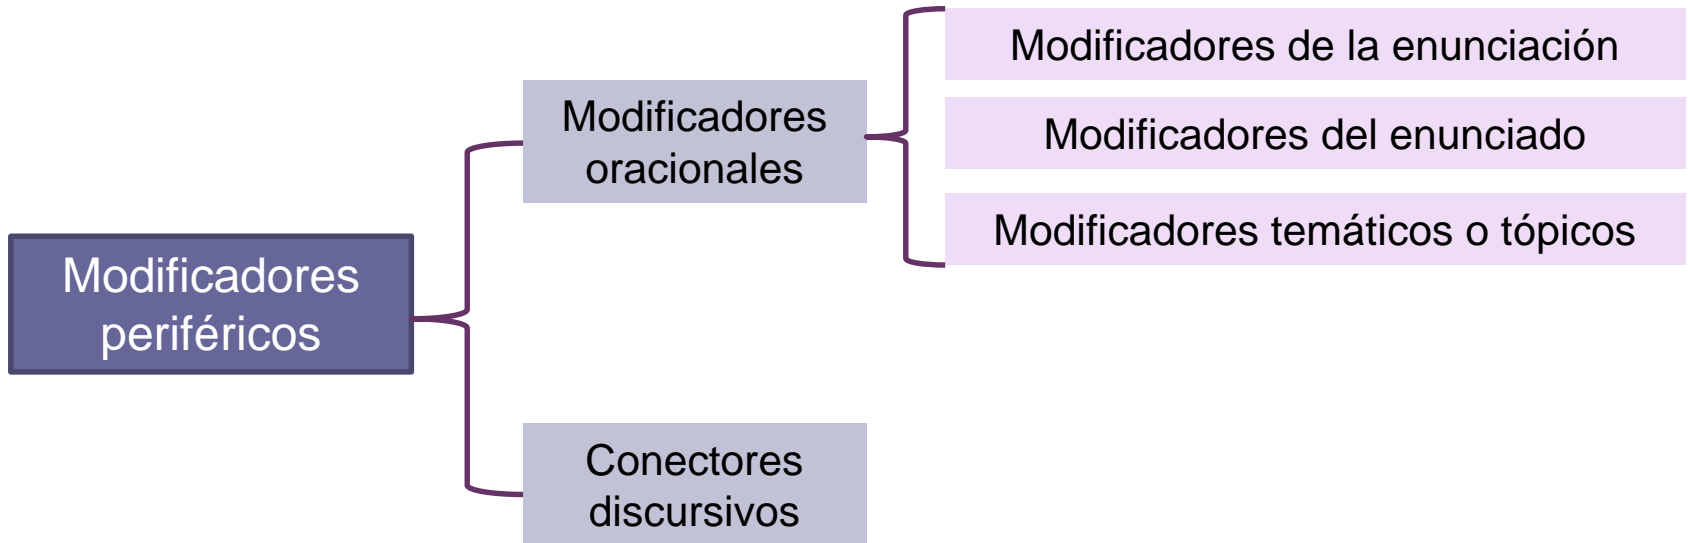 Modificadores
periféricos
Modificadores
oracionales
Modificadores de la enunciación
Modificadores del enunciado
Modificadores temáticos o tópicos
Conectores
discursivos